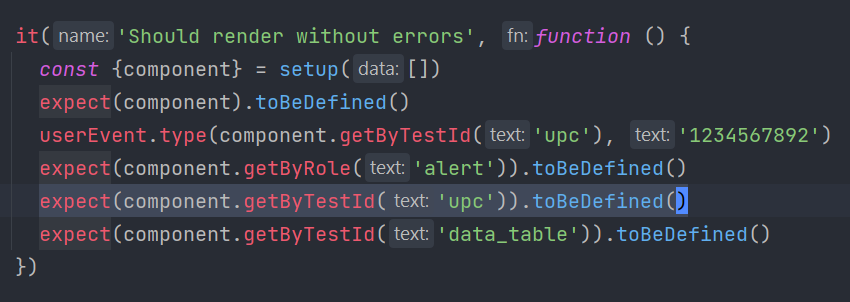 it( name: 'Should render without errors', fn: function () {
const {component} = setup( data: [])
expect(component).toBeDefined()
userEvent.type(component.getByTestId( text: 'upc'), text: '1234567892')
expect(component.getByRole( text: 'alert')).toBeDefined()
expect(component.getByTestId( text: 'upc')).toBeDefined()
expect(component.getByTestId( text: 'data_table')).toBeDefined()
})